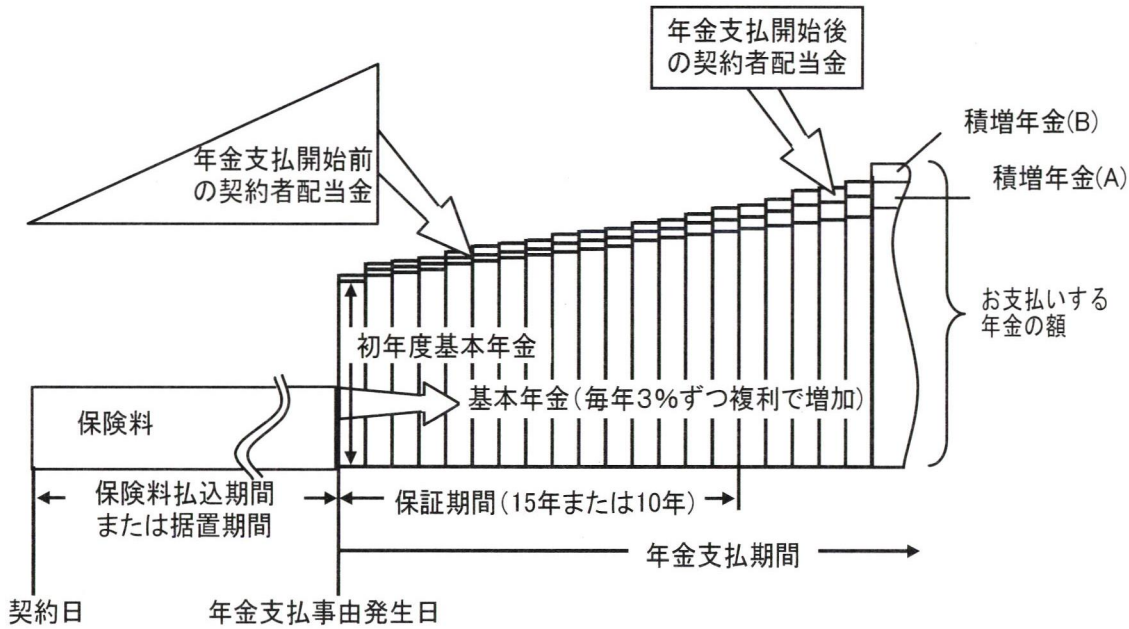 年金支払開始後
の契約者配当金
積増年金(B)
年金支払開始前
の契約者配当金
積増年金(A)
お支払いする
年金の額
初年度基本年金
基本年金(毎年3%ずつ複利で増加)
保険料
保険料払込期間
または据置期間
保証期間(15年または10年)
年金支払期間
契約日
年金支払事由発生日